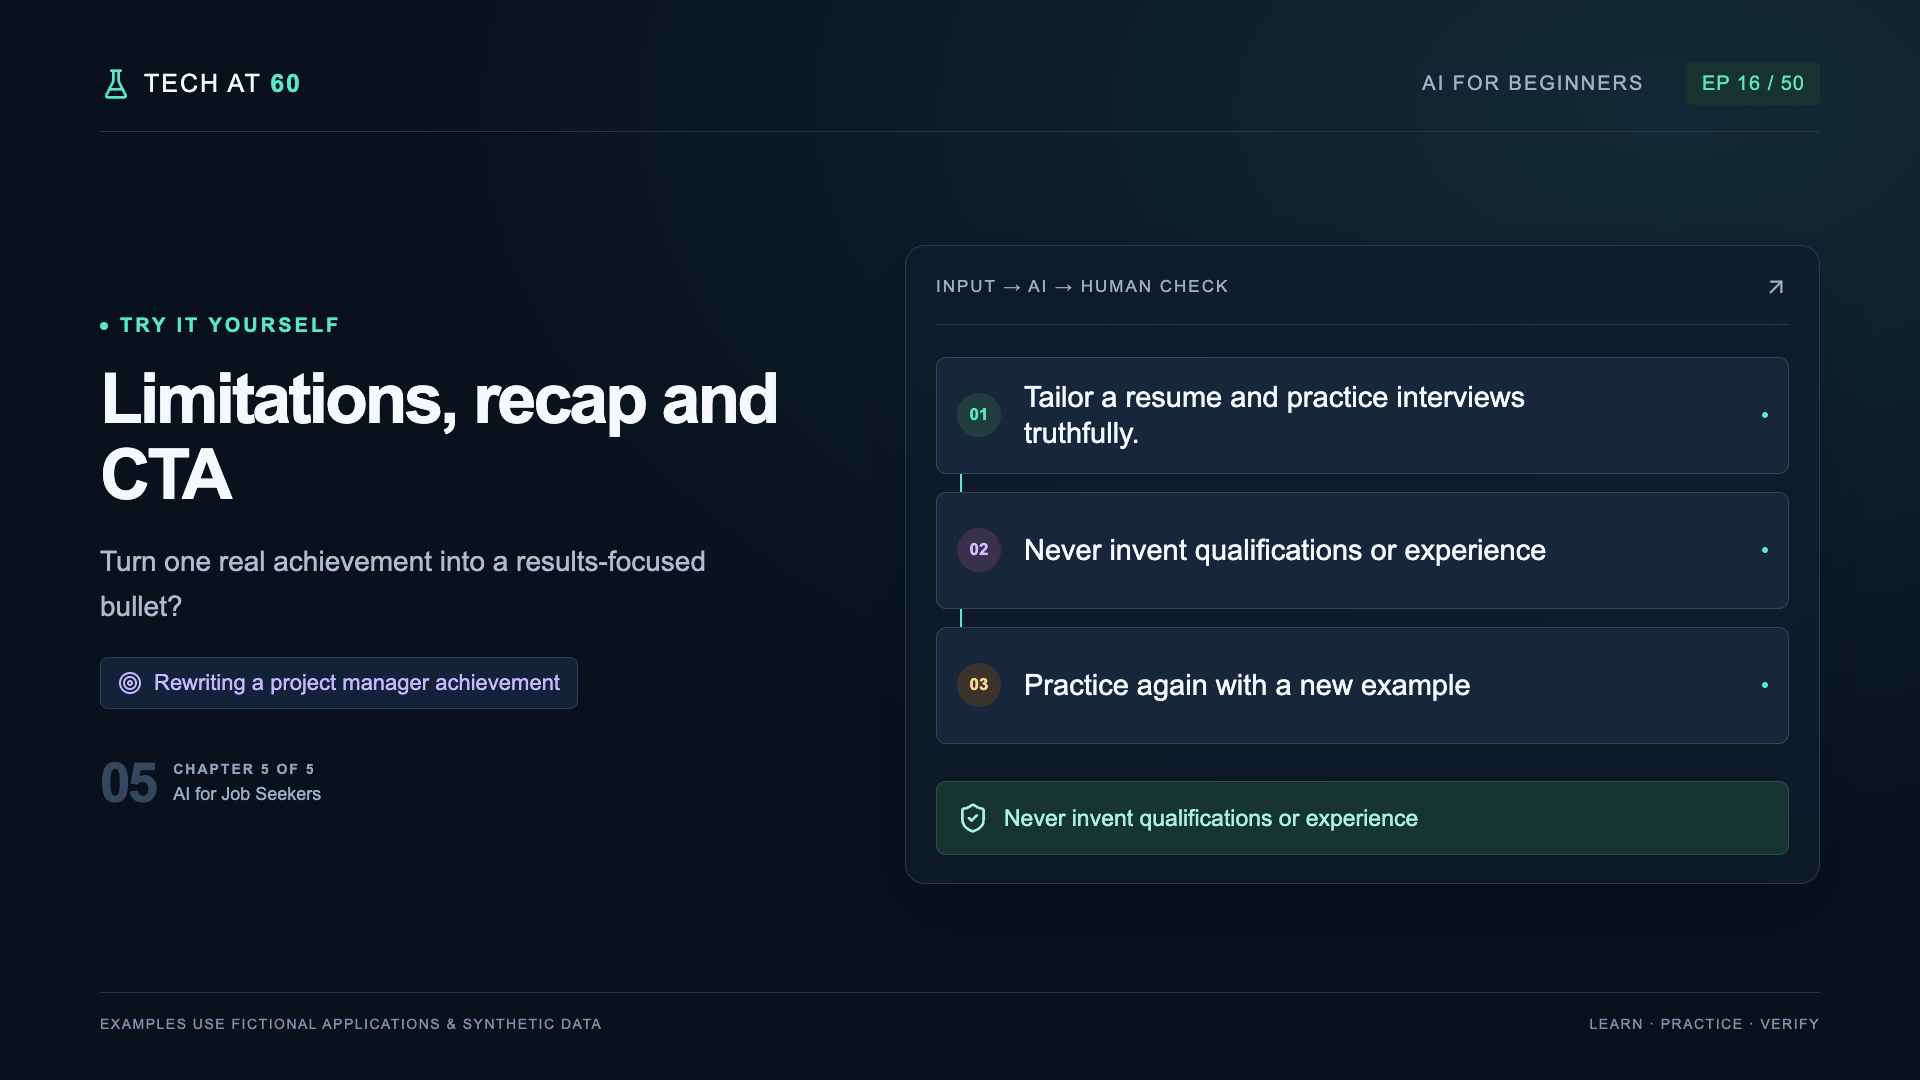 TECH AT 60
AI FOR BEGINNERS
EP 16 / 50
TRY IT YOURSELF
Limitations, recap and
CTA
Turn one real achievement into a results-focused
bullet?
Rewriting a project manager achievement
05
CHAPTER 5 OF 5
AI for Job Seekers
INPUT → AI → HUMAN CHECK
01
Tailor a resume and practice interviews
truthfully.
02
Never invent qualifications or experience
03
Practice again with a new example
Never invent qualifications or experience
EXAMPLES USE FICTIONAL APPLICATIONS & SYNTHETIC DATA
LEARN · PRACTICE · VERIFY